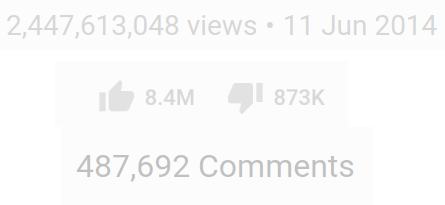 2,447,613,048 views • 11 Jun 2014
8.4M 873K
487,692 Comments